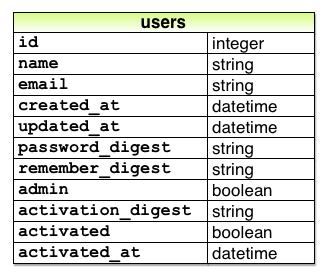 users
id integer
name string
email string
created_at datetime
updated_at datetime
password_digest string
remember_digest string
admin boolean
activation_digest string
activated boolean
activated_at datetime